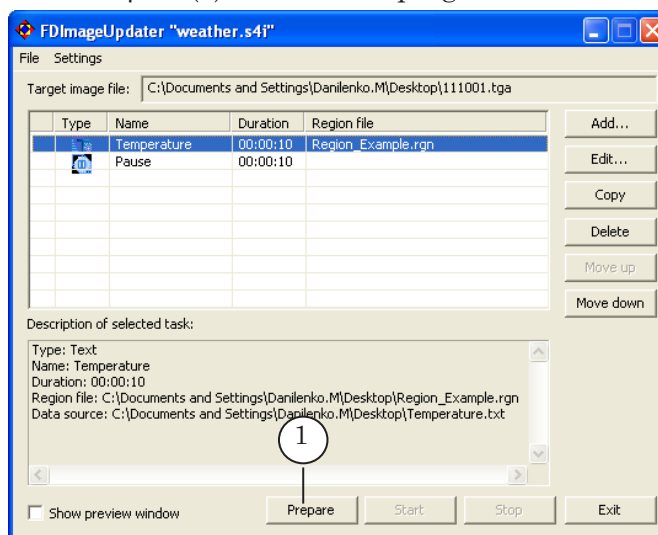 FDImageUpdater "weather.s4i"
File Settings
Target image file: C:\Documents and Settings\Danilenko.M\Desktop\111001.tga
Type Name Duration Region file
Temperature 00:00:10 Region_Example.rgn
Pause 00:00:10
Add...
Edit...
Copy
Delete
Move up
Move down
Description of selected task:
Type: Text
Name: Temperature
Duration: 00:00:10
Region file: C:\Documents and Settings\Danilenko.M\Desktop\Region_Example.rgn
Data source: C:\Documents and Settings\Danilenko.M\Desktop\Temperature.txt
1
Show preview window Prepare Start Stop Exit